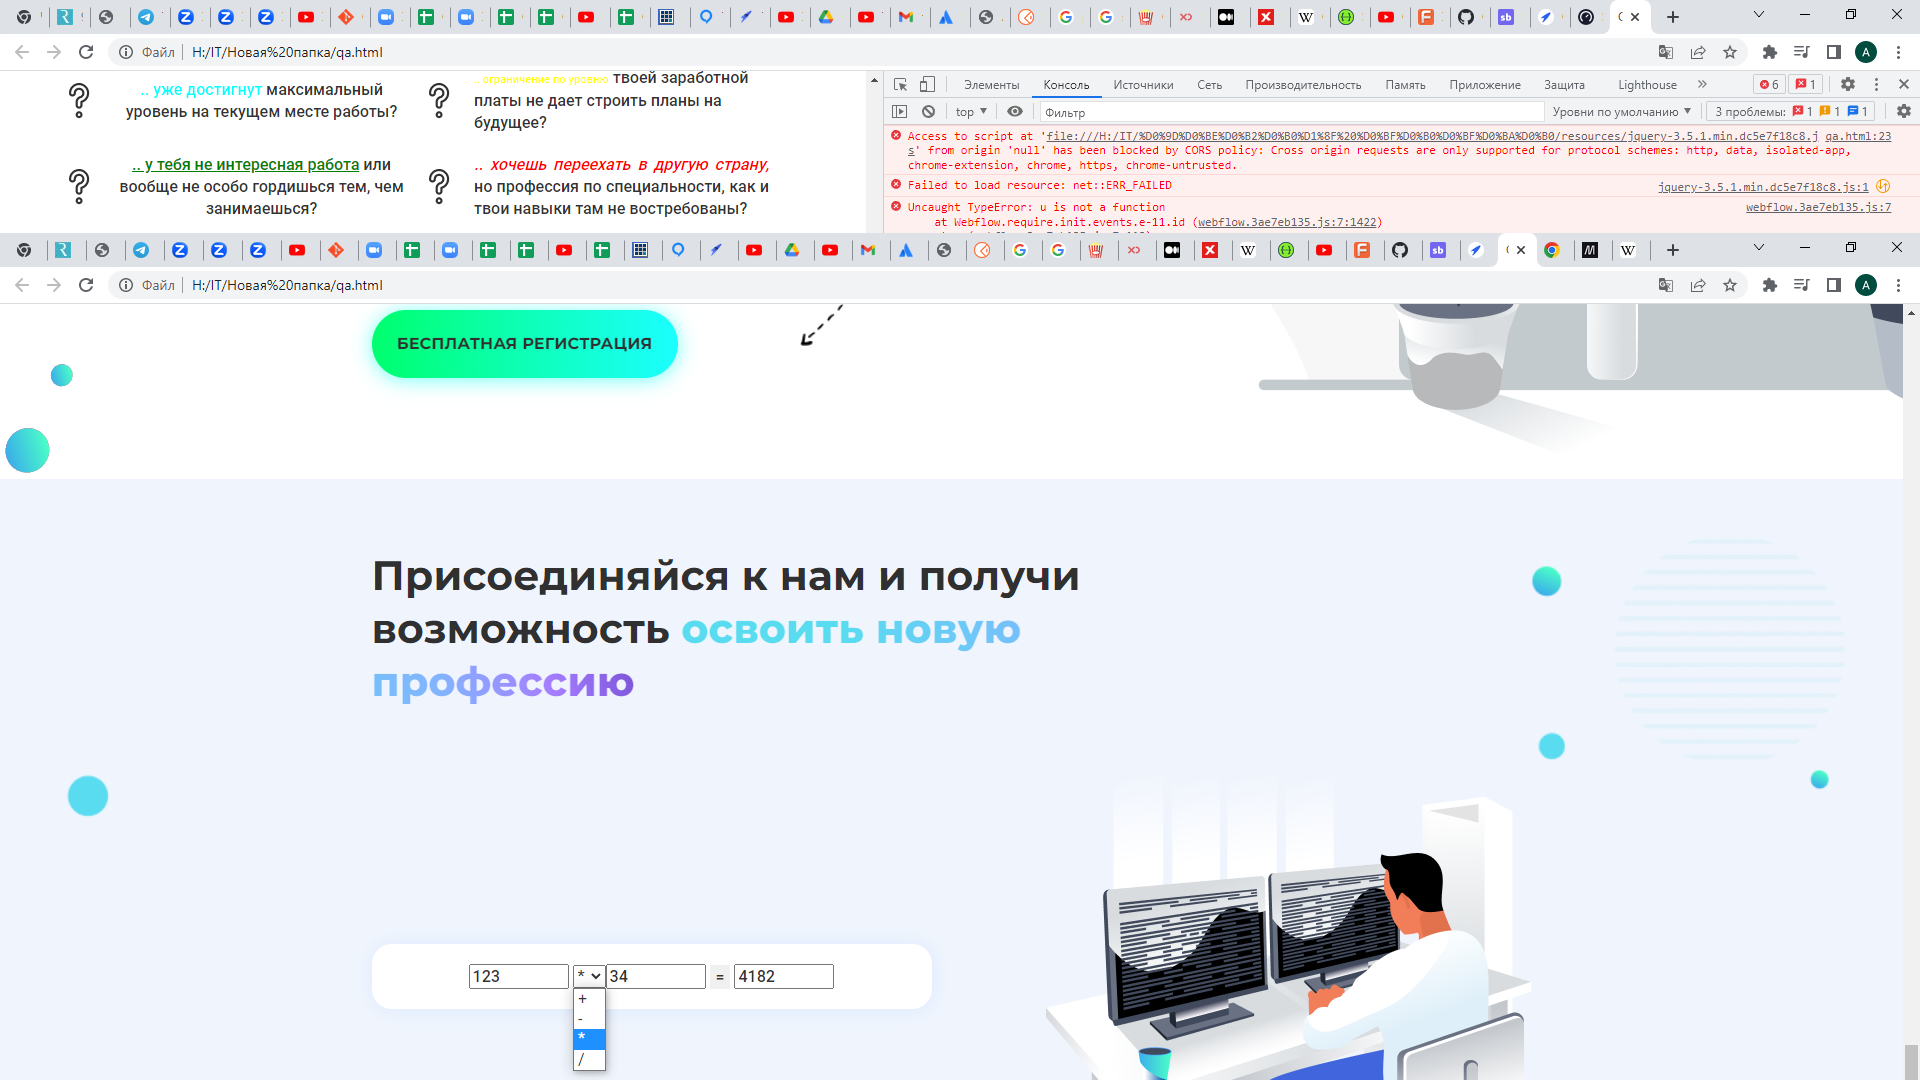 Файл
H:/IT/Новая%20папка/qa.html
.. уже достигнут максимальный
уровень на текущем месте работы?
.. ограничение по уровню твоей заработной
платы не дает строить планы на
будущее?
.. у тебя не интересная работа или
вообще не особо гордишься тем, чем
занимаешься?
.. хочешь переехать в другую страну,
но профессия по специальности, как и
твои навыки там не востребованы?
Элементы Консоль Источники Сеть Производительность Память Приложение Защита Lighthouse » 6 1
top Фильтр Уровни по умолчанию 3 проблемы: 1 1 1
Access to script at 'file:///H:/IT/%D0%9D%D0%BE%D0%B2%D0%B0%D1%8F%20%D0%BF%D0%B0%D0%BF%D0%BA%D0%B0/resources/jquery-3.5.1.min.dc5e7f18c8.j qa.html:23
s' from origin 'null' has been blocked by CORS policy: Cross origin requests are only supported for protocol schemes: http, data, isolated-app,
chrome-extension, chrome, https, chrome-untrusted.
Failed to load resource: net::ERR_FAILED jquery-3.5.1.min.dc5e7f18c8.js:1
Uncaught TypeError: u is not a function webflow.3ae7eb135.js:7
at Webflow.require.init.events.e-11.id (webflow.3ae7eb135.js:7:1422)
Файл
H:/IT/Новая%20папка/qa.html
БЕСПЛАТНАЯ РЕГИСТРАЦИЯ
Присоединяйся к нам и получи
возможность освоить новую
профессию
123 * 34 = 4182
+
-
*
/